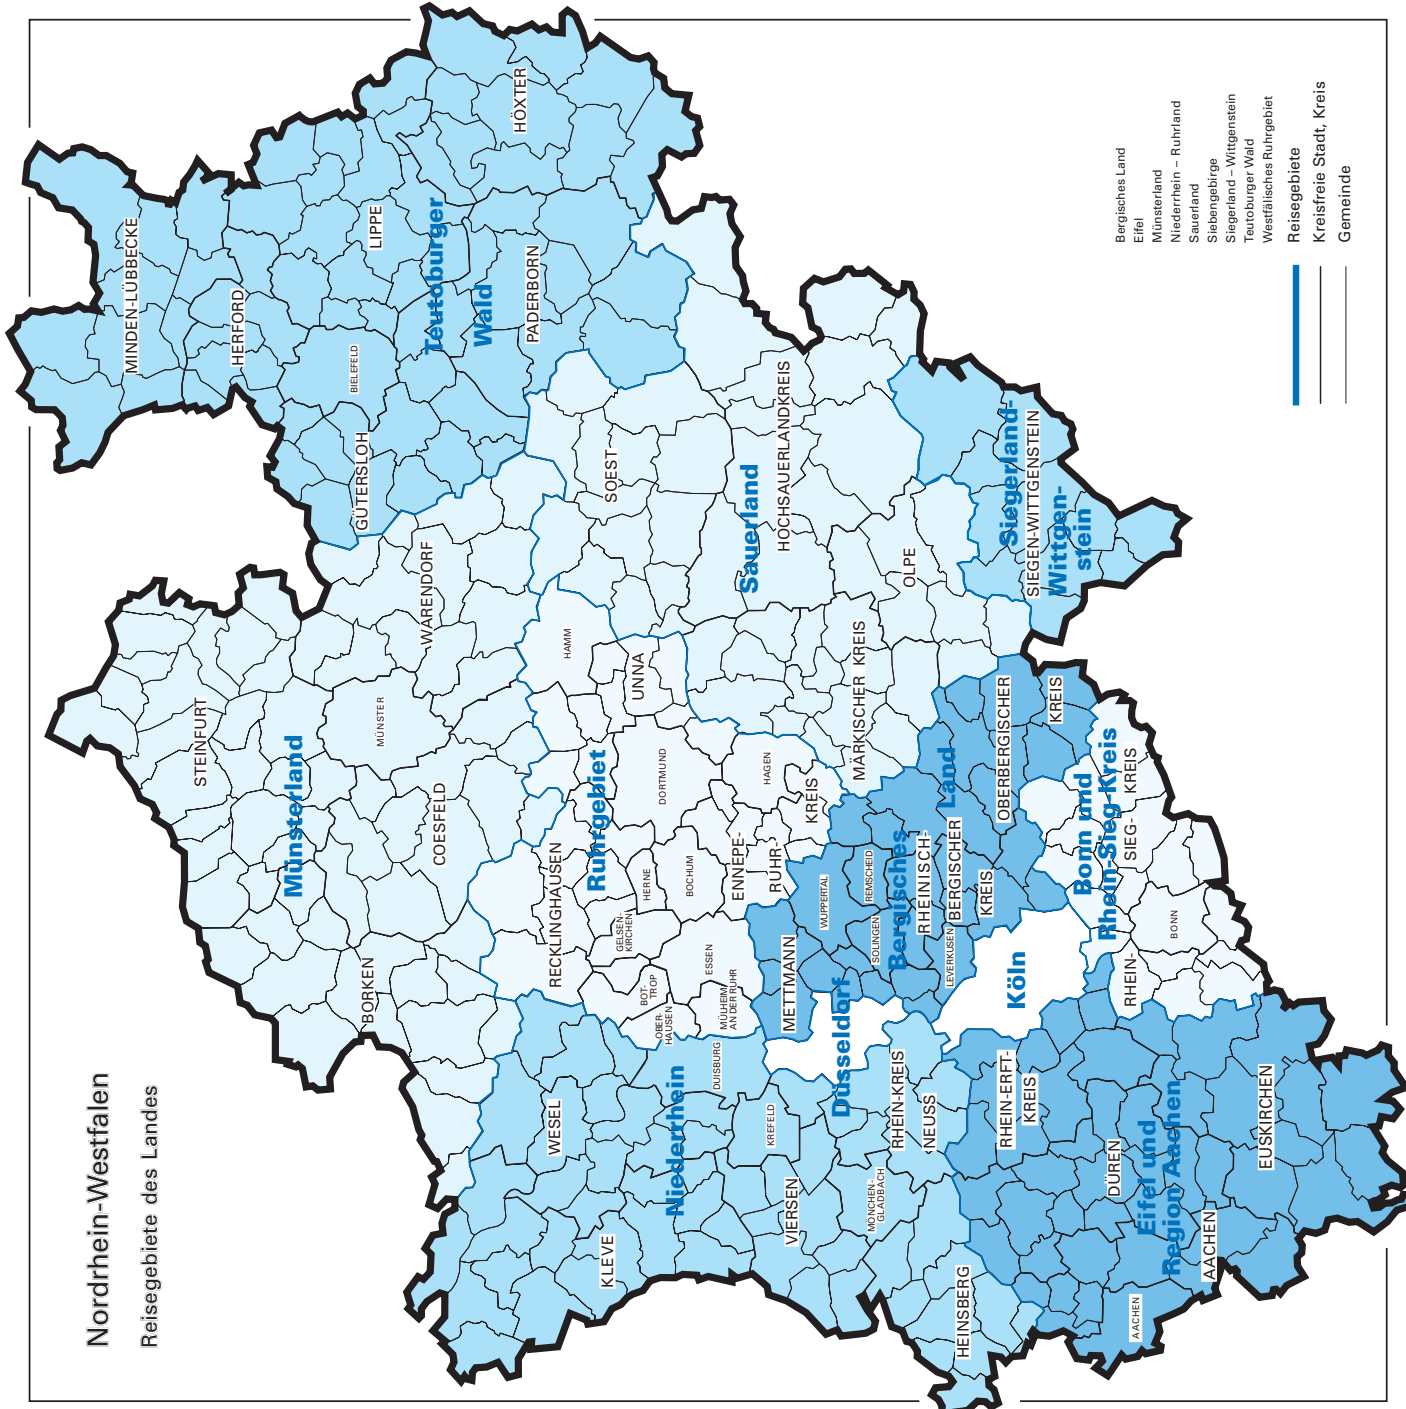 Nordrhein-Westfalen
Reisegebiete des Landes
STEINFURT
Münsterland
MÜNSTER
BORKEN
COESFELD
WARENDORF
MINDEN-LÜBBECKE
HERFORD
BIELEFELD
GÜTERSLOH
LIPPE
Teutoburger
Wald
HÖXTER
PADERBORN
KLEVE
WESEL
Niederrhein
DUISBURG
KREFELD
VIERSEN
MÖNCHEN-
GLADBACH
RHEIN-KREIS
NEUSS
HEINSBERG
RECKLINGHAUSEN
Ruhrgebiet
HAMM
UNNA
DORTMUND
HERNE
BOCHUM
GELSEN-
KIRCHEN
BOT-
TROP
OBER-
HAUSEN
ESSEN
MÜLHEIM
AN DER RUHR
ENNEPE-
RUHR-
KREIS
HAGEN
SOEST
Sauerland
HOCHSAUERLANDKREIS
MÄRKISCHER KREIS
OLPE
Siegerland-
SIEGEN-WITTGENSTEIN
Wittgen-
stein
Düsseldorf
METTMANN
WUPPERTAL
REMSCHEID
SOLINGEN
Bergisches
Land
RHEINISCH-
BERGISCHER
KREIS
LEVERKUSEN
OBERBERGISCHER
KREIS
Köln
Bonn und
Rhein-Sieg-Kreis
RHEIN-
SIEG-
KREIS
BONN
RHEIN-ERFT-
KREIS
DÜREN
Eifel und
Region Aachen
AACHEN
AACHEN
EUSKIRCHEN
Bergisches Land
Eifel
Münsterland
Niederrhein – Ruhrland
Sauerland
Siebengebirge
Siegerland – Wittgenstein
Teutoburger Wald
Westfälisches Ruhrgebiet
Reisegebiete
Kreisfreie Stadt, Kreis
Gemeinde